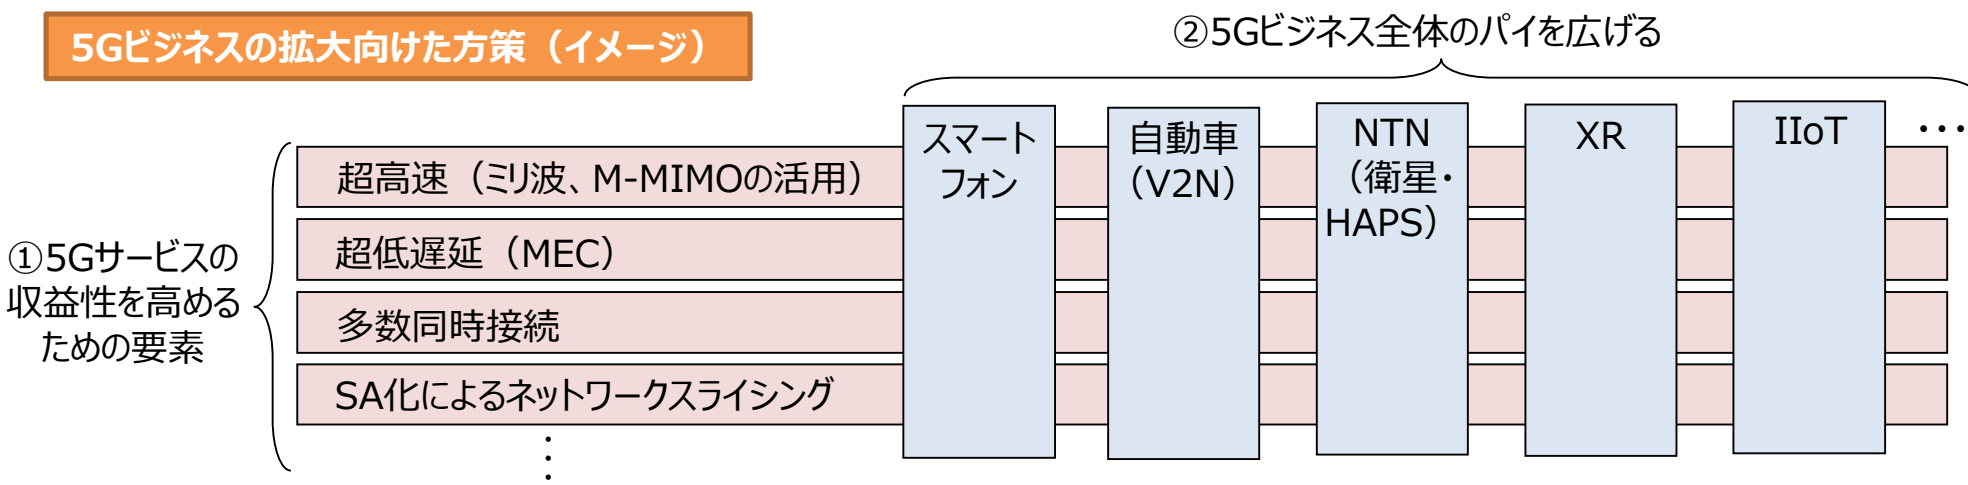 5Gビジネスの拡大向けた方策（イメージ）
②5Gビジネス全体のパイを広げる
①5Gサービスの
収益性を高める
ための要素
超高速（ミリ波、M-MIMOの活用）
超低遅延（MEC）
多数同時接続
SA化によるネットワークスライシング
⋮
スマート
フォン
自動車
（V2N）
NTN
（衛星・
HAPS）
XR
IIoT
…